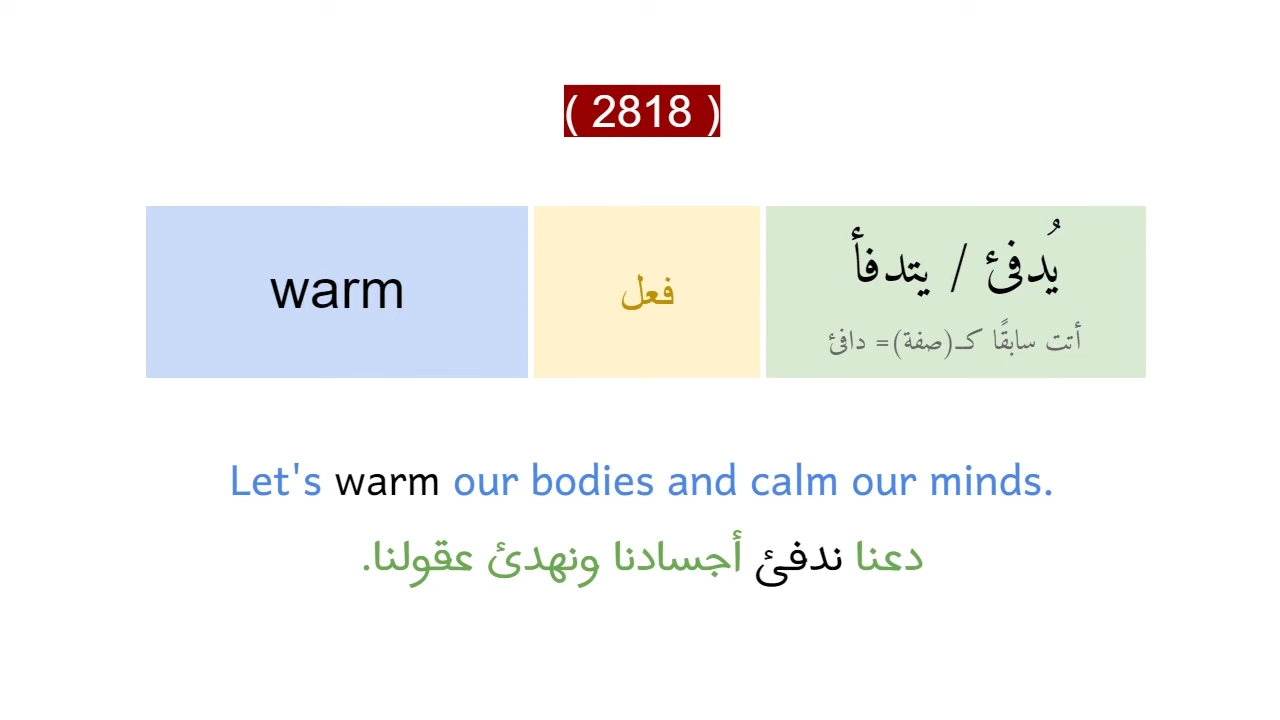 ( 2818 )
warm
فعل
يُدفئ / يتدفأ
أتت سابقًا كـ(صفة)= دافئ
Let's warm our bodies and calm our minds.
دعنا ندفئ أجسادنا ونهدئ عقولنا.